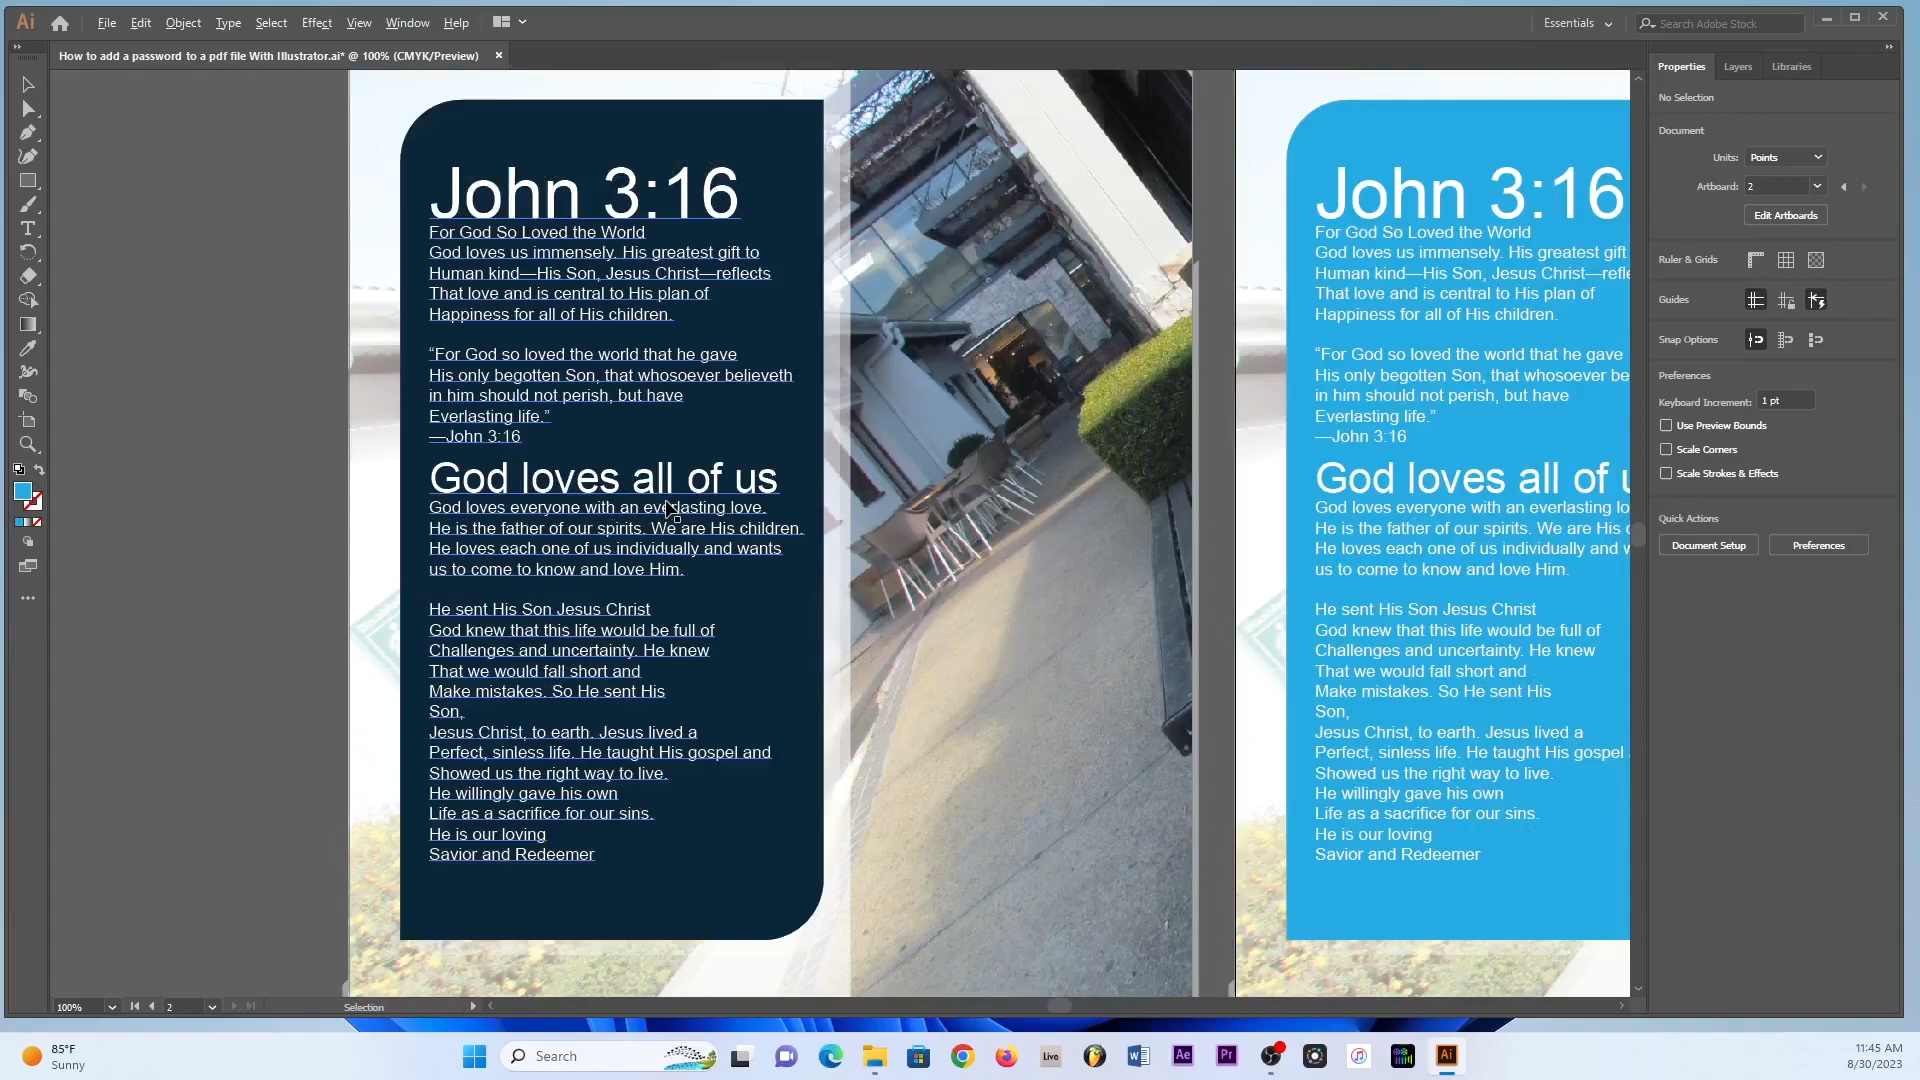 Ai
File Edit Object Type Select Effect View Window Help
Essentials
Search Adobe Stock
How to add a password to a pdf file With Illustrator.ai* @ 100% (CMYK/Preview)
John 3:16
For God So Loved the World
God loves us immensely. His greatest gift to
Human kind—His Son, Jesus Christ—reflects
That love and is central to His plan of
Happiness for all of His children.
“For God so loved the world that he gave
His only begotten Son, that whosoever believeth
in him should not perish, but have
Everlasting life.”
—John 3:16
God loves all of us
God loves everyone with an everlasting love.
He is the father of our spirits. We are His children.
He loves each one of us individually and wants
us to come to know and love Him.
He sent His Son Jesus Christ
God knew that this life would be full of
Challenges and uncertainty. He knew
That we would fall short and
Make mistakes. So He sent His
Son,
Jesus Christ, to earth. Jesus lived a
Perfect, sinless life. He taught His gospel and
Showed us the right way to live.
He willingly gave his own
Life as a sacrifice for our sins.
He is our loving
Savior and Redeemer
John 3:16
For God So Loved the World
God loves us immensely. His greatest gift
Human kind—His Son, Jesus Christ—refle
That love and is central to His plan of
Happiness for all of His children.
“For God so loved the world that he gave
His only begotten Son, that whosoever be
in him should not perish, but have
Everlasting life.”
—John 3:16
God loves all of u
God loves everyone with an everlasting lo
He is the father of our spirits. We are His c
He loves each one of us individually and w
us to come to know and love Him.
He sent His Son Jesus Christ
God knew that this life would be full of
Challenges and uncertainty. He knew
That we would fall short and
Make mistakes. So He sent His
Son,
Jesus Christ, to earth. Jesus lived a
Perfect, sinless life. He taught His gospel
Showed us the right way to live.
He willingly gave his own
Life as a sacrifice for our sins.
He is our loving
Savior and Redeemer
Properties Layers Libraries
No Selection
Document
Units: Points
Artboard: 2
Edit Artboards
Ruler & Grids
Guides
Snap Options
Preferences
Keyboard Increment: 1 pt
Use Preview Bounds
Scale Corners
Scale Strokes & Effects
Quick Actions
Document Setup Preferences
100% 2 Selection
85°F
Sunny
Search
Live
Ae
Pr
Ai
11:45 AM
8/30/2023